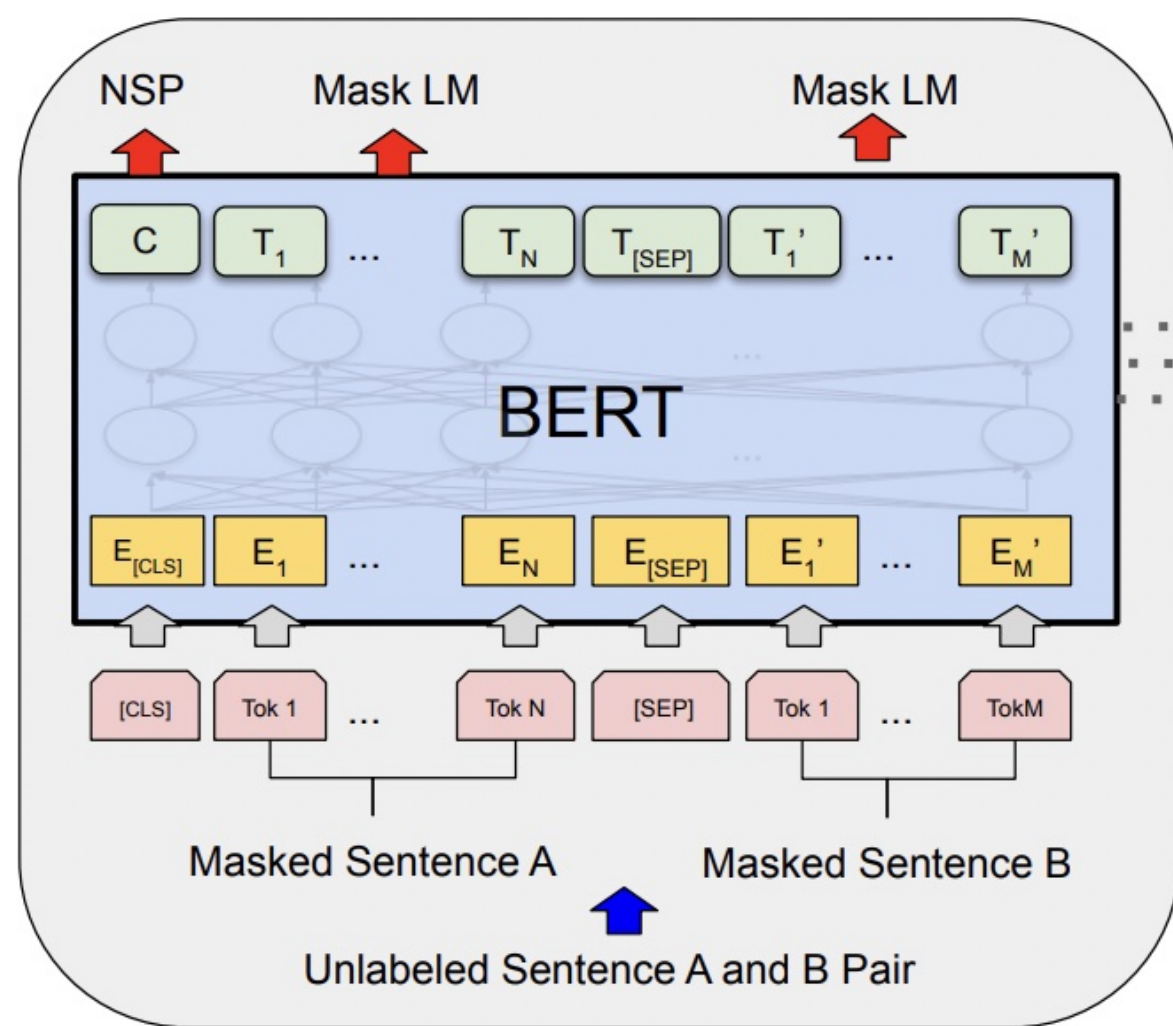 NSP Mask LM Mask LM
C T1 ... TN T[SEP] T1' ... TM'
...
BERT
...
E[CLS] E1 ... EN E[SEP] E1' ... EM'
[CLS] Tok 1 ... Tok N [SEP] Tok 1 ... TokM
Masked Sentence A Masked Sentence B
Unlabeled Sentence A and B Pair